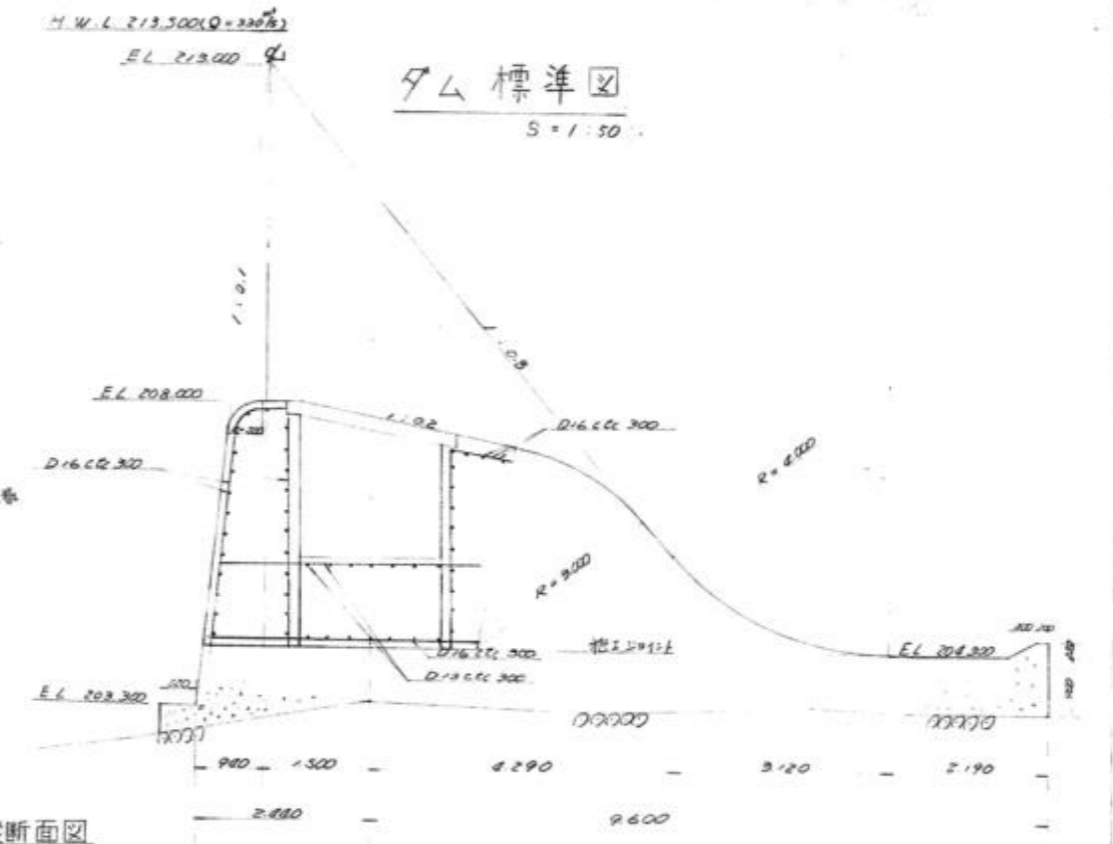 H.W.L. 213.500(Q=330㎥/s)
EL 213.000
ダム 標準図
S=1:50
1:0.1
1:0.8
EL 208.000
1:0.2
D16 ctc 300
D16 ctc 300
R=4.000
R=3.000
D16 ctc 300
D13 ctc 300
EL 204.300
EL 203.300
940
1.500
4.290
3.120
2.190
2.440
9.600
断面図